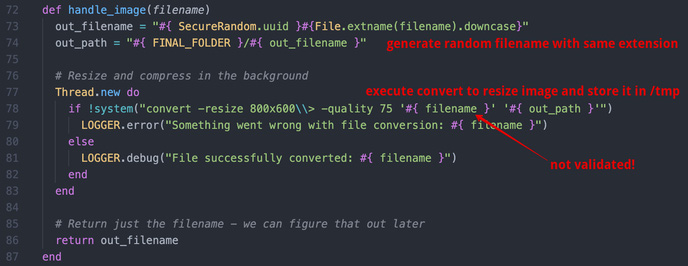 72 def handle_image(filename)
73 out_filename = "#{ SecureRandom.uuid }#{File.extname(filename).downcase}"
74 out_path = "#{ FINAL_FOLDER }/#{ out_filename }" generate random filename with same extension
75
76 # Resize and compress in the background
execute convert to resize image and store it in /tmp
77 Thread.new do
78 if !system("convert -resize 800x600\\> -quality 75 '#{ filename }' '#{ out_path }'")
79 LOGGER.error("Something went wrong with file conversion: #{ filename }")
80 else
81 LOGGER.debug("File successfully converted: #{ filename }")
not validated!
82 end
83 end
84
85 # Return just the filename - we can figure that out later
86 return out_filename
87 end